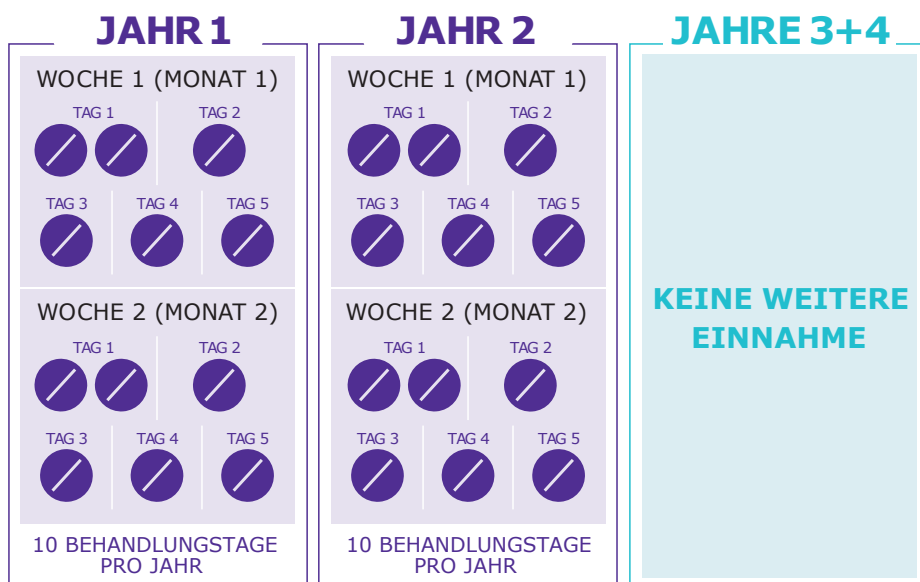 JAHR 1
WOCHE 1 (MONAT 1)
TAG 1 TAG 2
TAG 3 TAG 4 TAG 5
WOCHE 2 (MONAT 2)
TAG 1 TAG 2
TAG 3 TAG 4 TAG 5
10 BEHANDLUNGSTAGE
PRO JAHR
JAHR 2
WOCHE 1 (MONAT 1)
TAG 1 TAG 2
TAG 3 TAG 4 TAG 5
WOCHE 2 (MONAT 2)
TAG 1 TAG 2
TAG 3 TAG 4 TAG 5
10 BEHANDLUNGSTAGE
PRO JAHR
JAHRE 3+4
KEINE WEITERE
EINNAHME